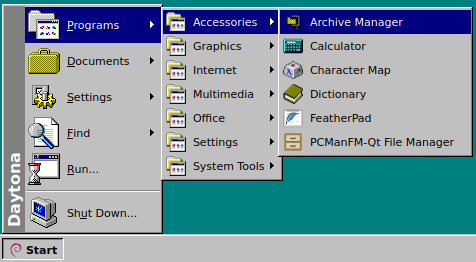 Programs
Documents
Settings
Find
Run...
Shut Down...
Daytona
Accessories
Graphics
Internet
Multimedia
Office
Settings
System Tools
Archive Manager
Calculator
Character Map
Dictionary
FeatherPad
PCManFM-Qt File Manager
Start